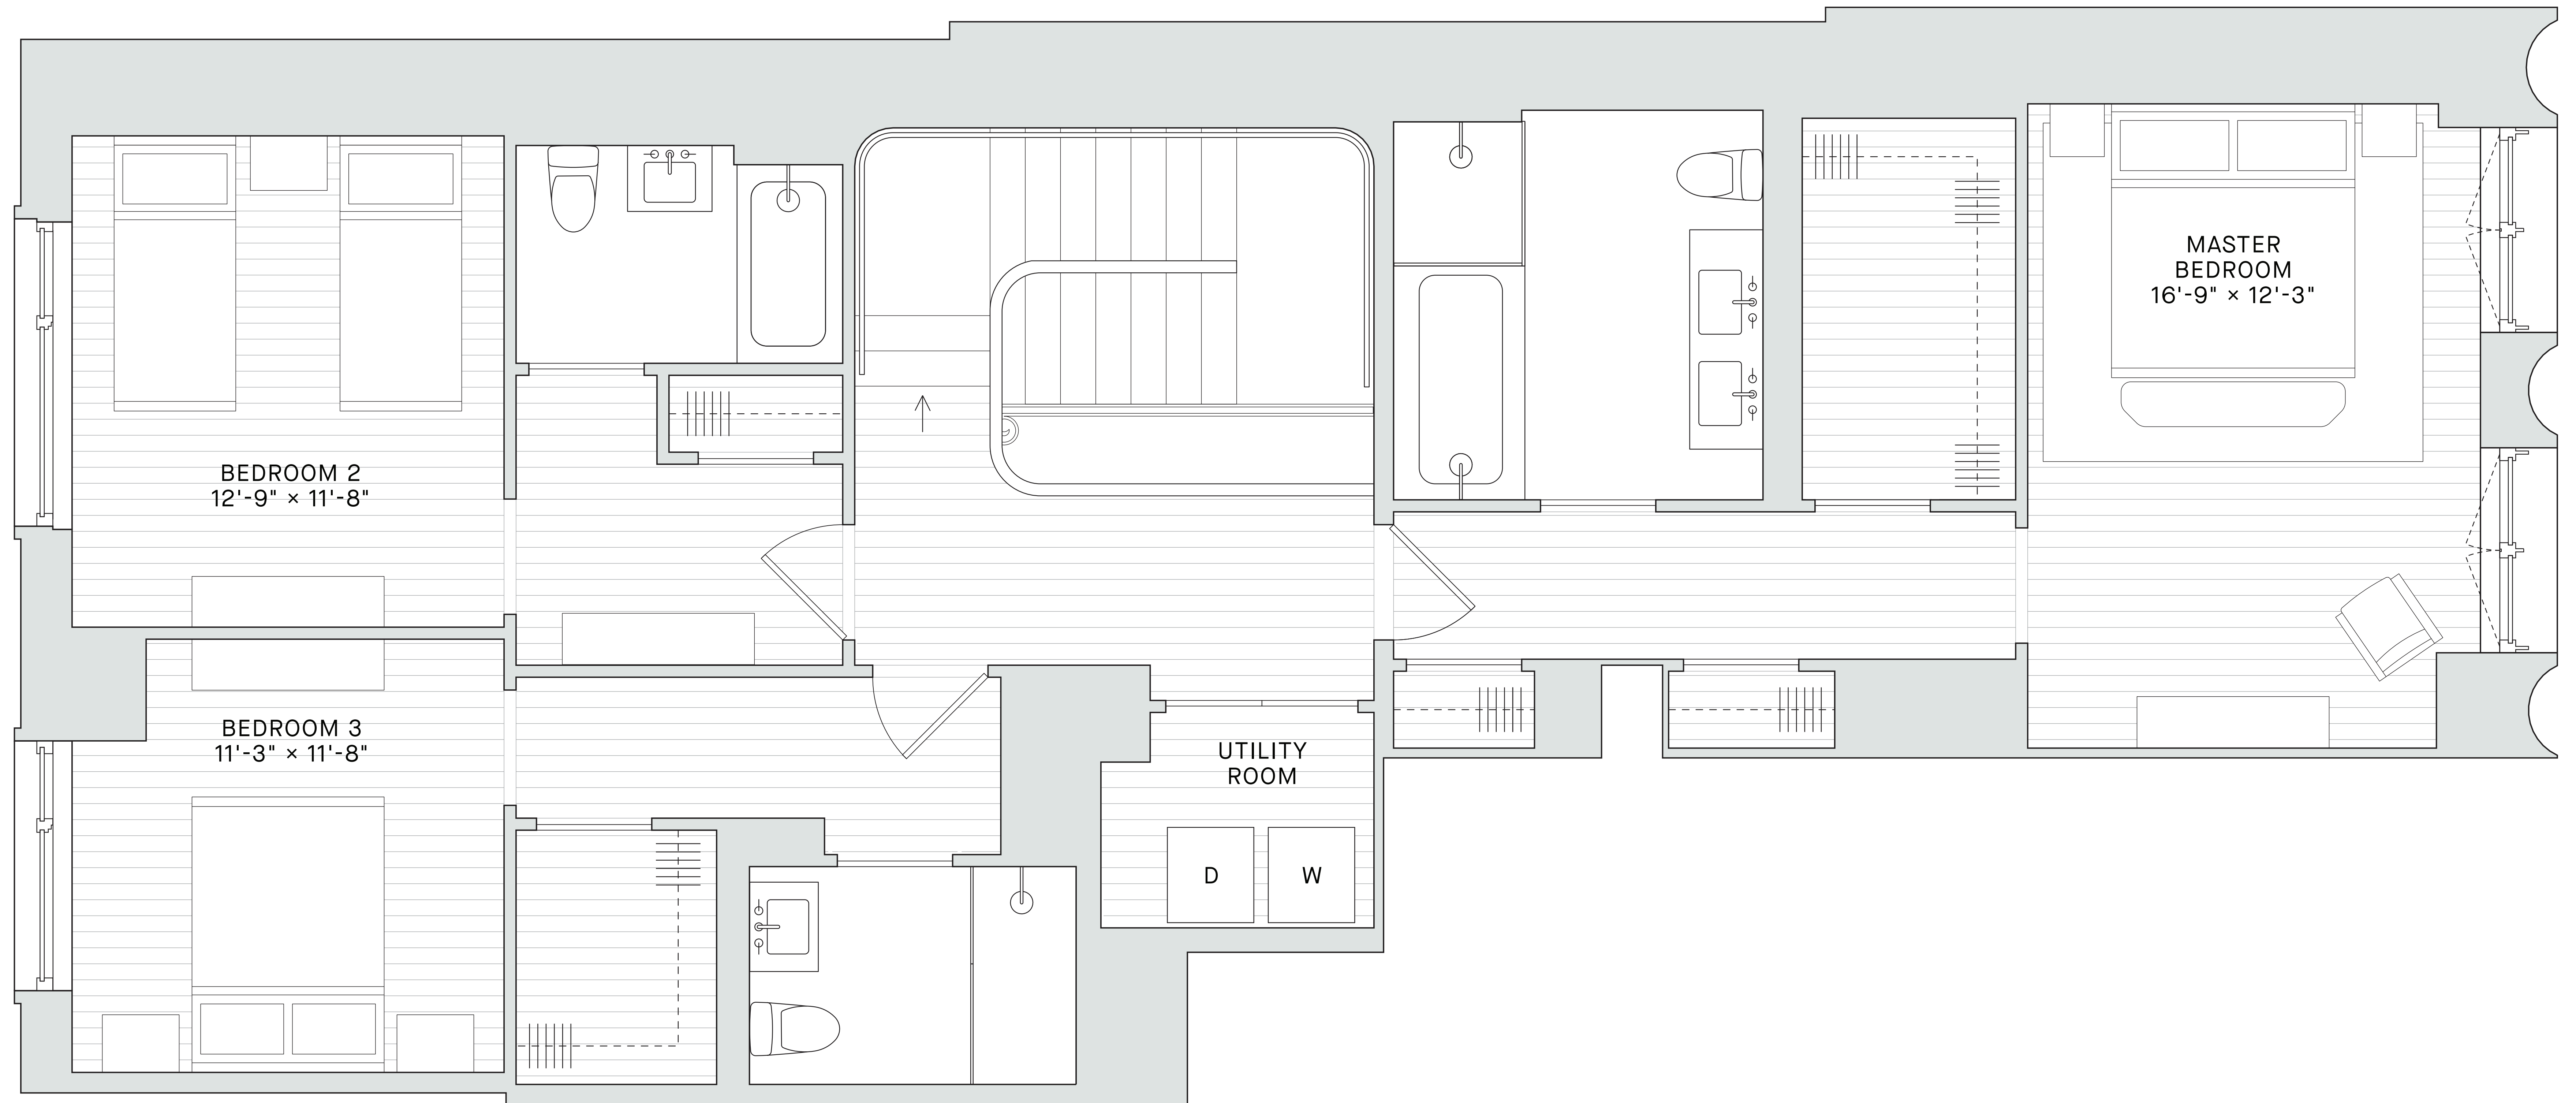 MASTER
BEDROOM
16'-9" × 12'-3"
BEDROOM 2
12'-9" × 11'-8"
BEDROOM 3
11'-3" × 11'-8"
UTILITY
ROOM
D W